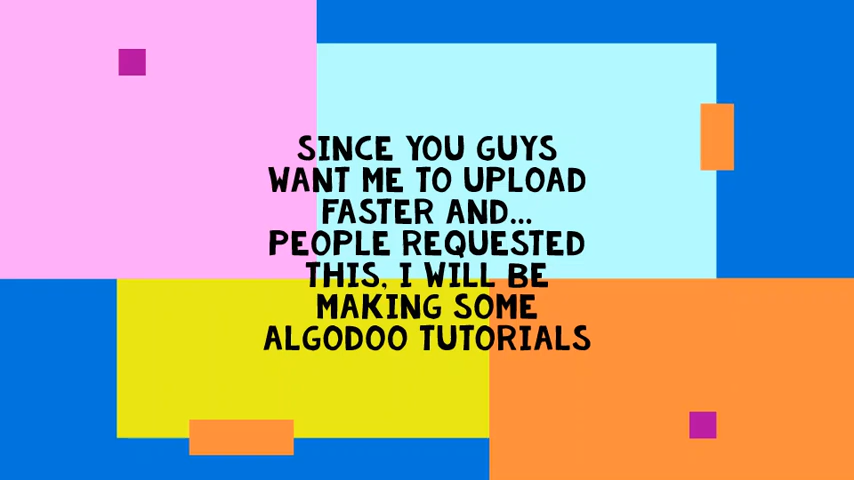 SINCE YOU GUYS
WANT ME TO UPLOAD
FASTER AND...
PEOPLE REQUESTED
THIS, I WILL BE
MAKING SOME
ALGODOO TUTORIALS